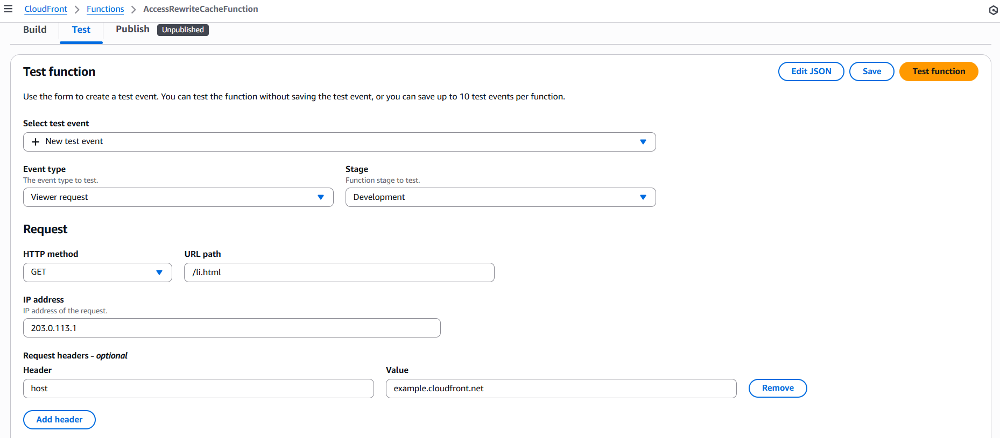 CloudFront > Functions > AccessRewriteCacheFunction
Build Test Publish Unpublished
Test function Edit JSON Save Test function
Use the form to create a test event. You can test the function without saving the test event, or you can save up to 10 test events per function.
Select test event
+ New test event
Event type Stage
The event type to test. Function stage to test.
Viewer request Development
Request
HTTP method URL path
GET /li.html
IP address
IP address of the request.
203.0.113.1
Request headers - optional
Header Value
host example.cloudfront.net Remove
Add header